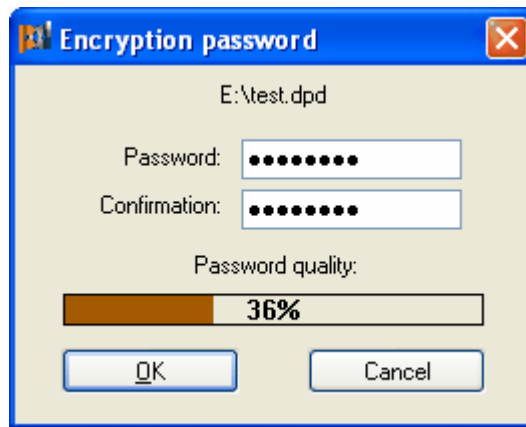 Encryption password
E:\test.dpd
Password: ●●●●●●●●
Confirmation: ●●●●●●●●
Password quality:
36%
OK Cancel